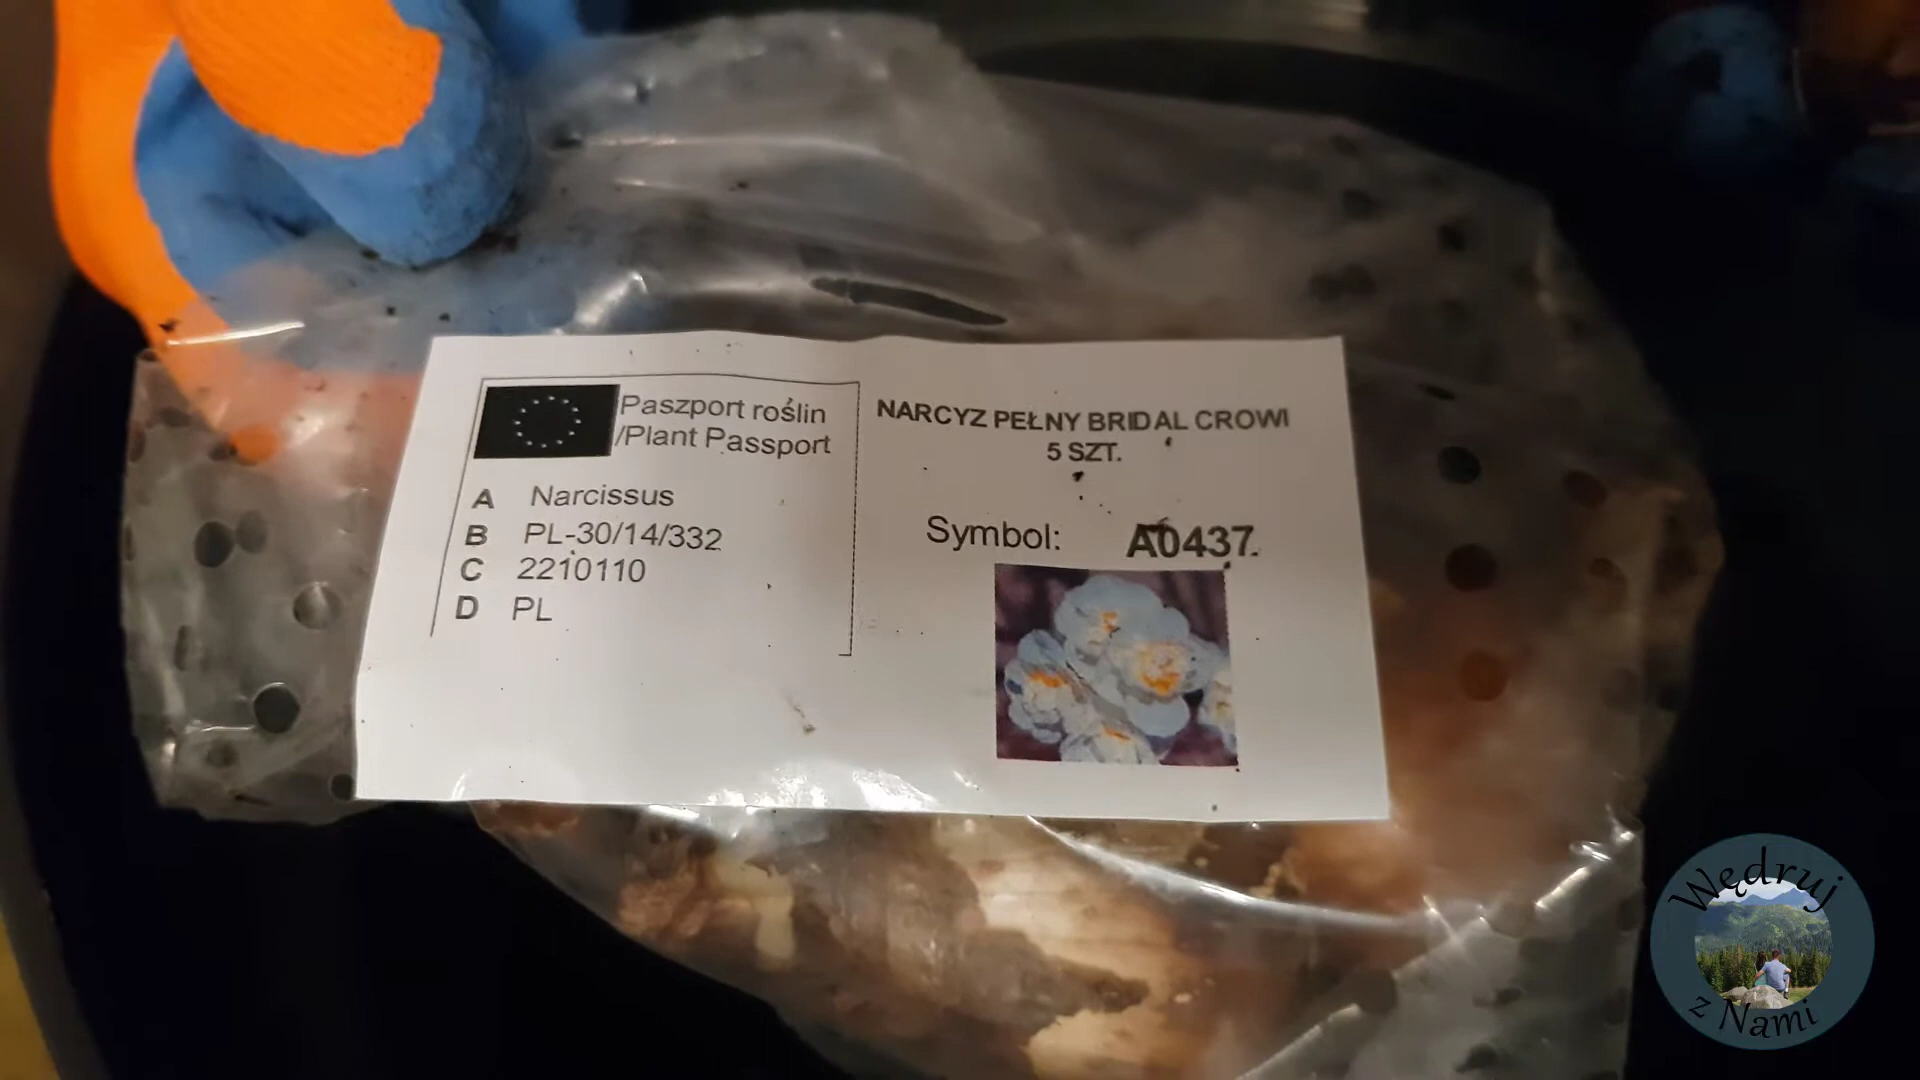 Paszport roślin
/Plant Passport
A Narcissus
B PL-30/14/332
C 2210110
D PL
NARCYZ PEŁNY BRIDAL CROWI
5 SZT.
Symbol: A0437.
Wędruj
z Nami